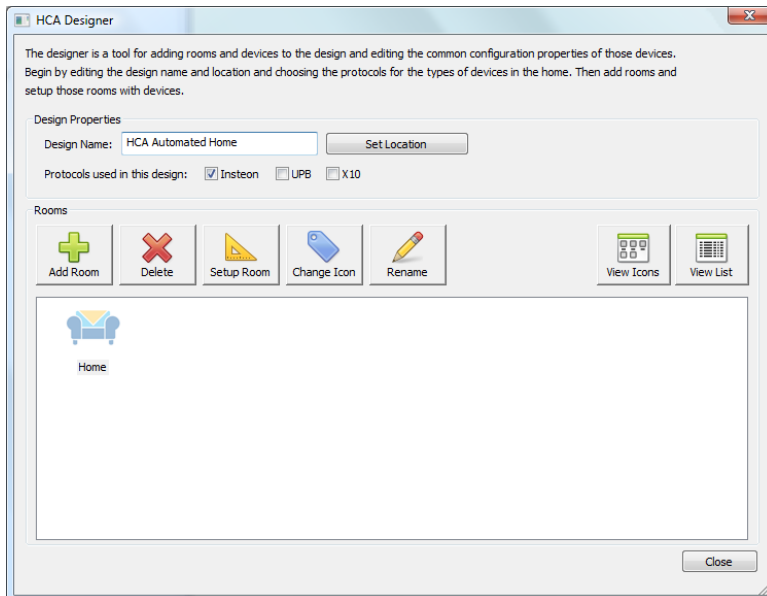 HCA Designer
The designer is a tool for adding rooms and devices to the design and editing the common configuration properties of those devices.
Begin by editing the design name and location and choosing the protocols for the types of devices in the home. Then add rooms and
setup those rooms with devices.
Design Properties
Design Name: HCA Automated Home Set Location
Protocols used in this design: Insteon UPB X10
Rooms
Add Room Delete Setup Room Change Icon Rename View Icons View List
Home
Close